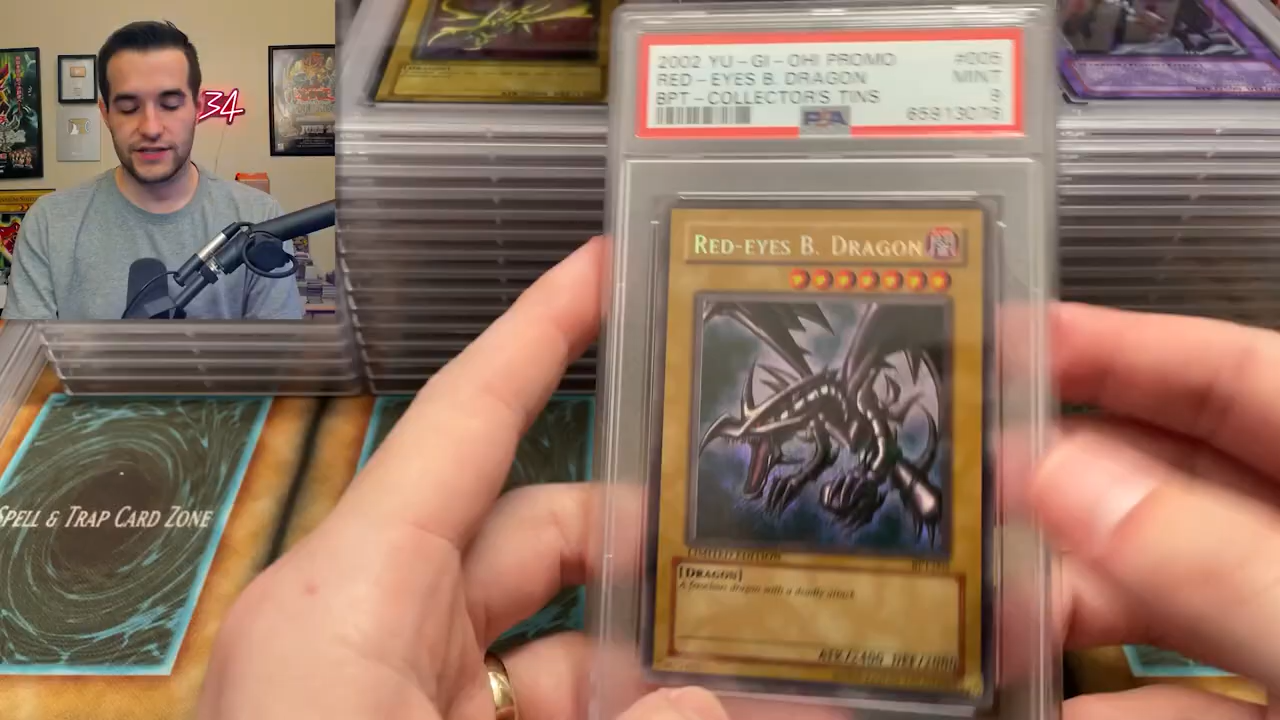 34
2002 YU-GI-OH! PROMO #005
RED-EYES B. DRAGON MINT
BPT-COLLECTOR'S TINS 9
PSA 65913076
RED-EYES B. DRAGON
LIMITED EDITION
[DRAGON]
A ferocious dragon with a deadly attack.
ATK/2400 DEF/2000
SPELL & TRAP CARD ZONE